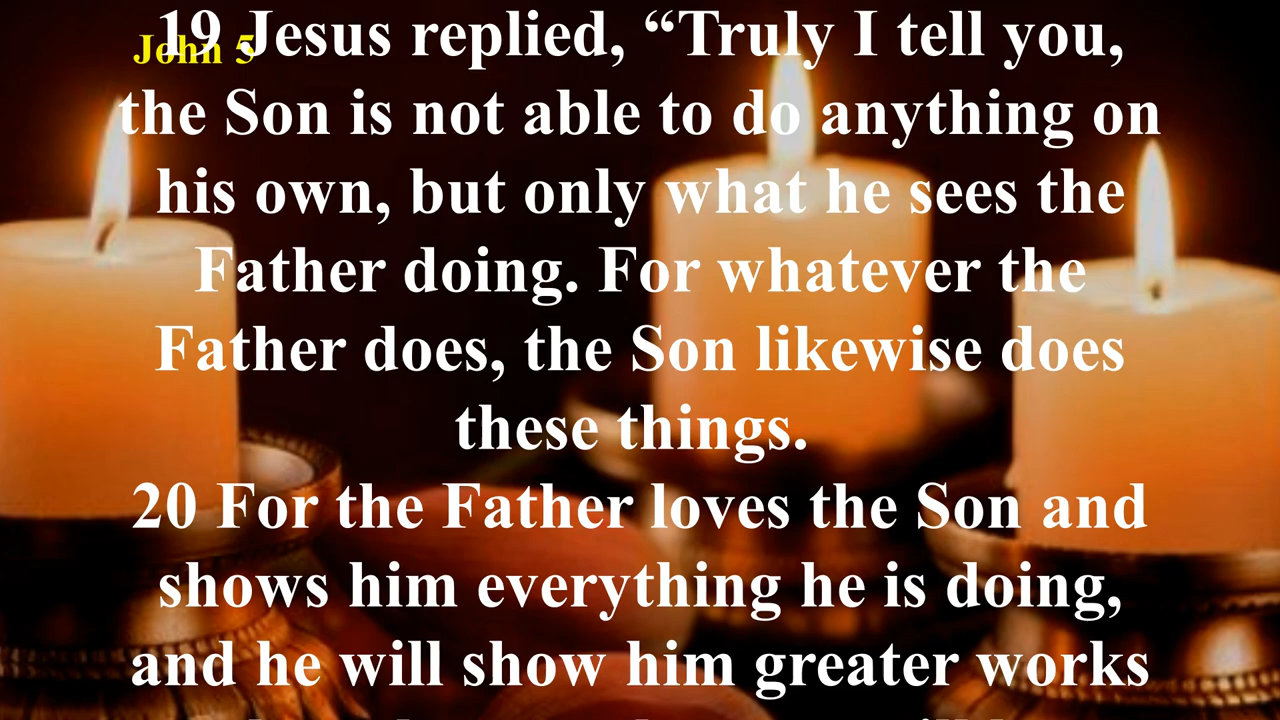 John 5
19 Jesus replied, “Truly I tell you,
the Son is not able to do anything on
his own, but only what he sees the
Father doing. For whatever the
Father does, the Son likewise does
these things.
20 For the Father loves the Son and
shows him everything he is doing,
and he will show him greater works